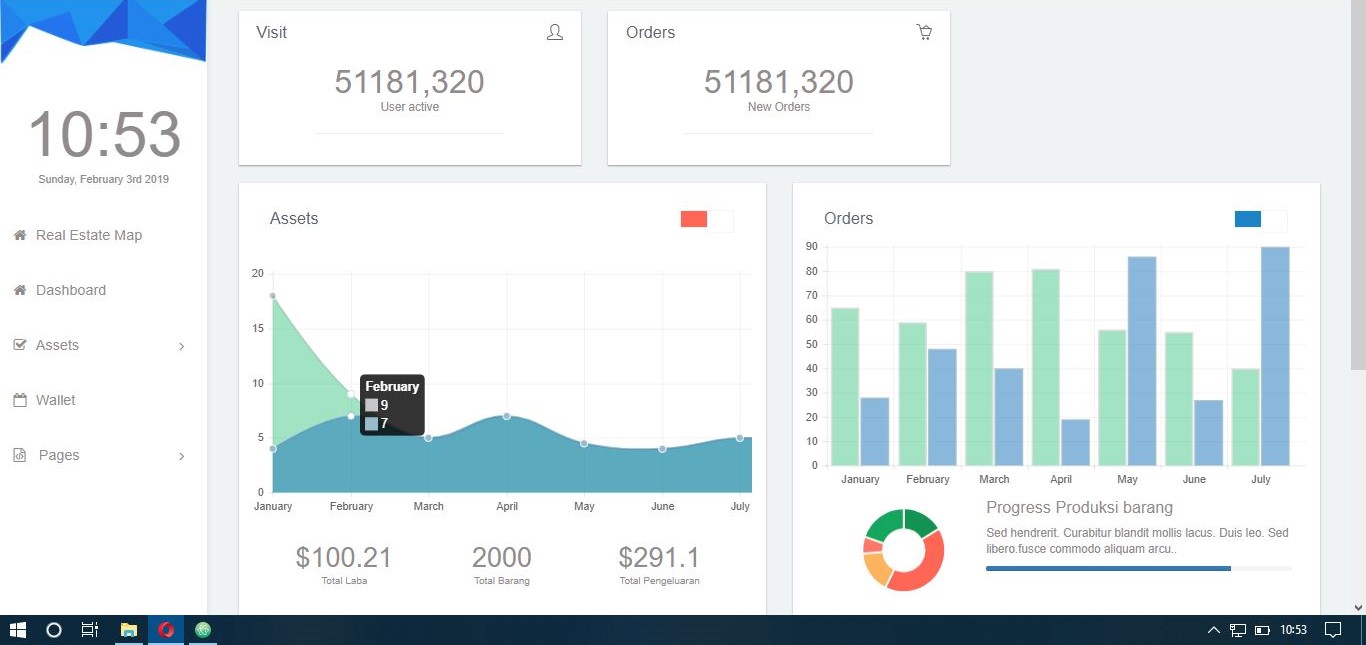 10:53
Sunday, February 3rd 2019
Real Estate Map
Dashboard
Assets
Wallet
Pages
Visit
51181,320
User active
Orders
51181,320
New Orders
Assets
20
15
10
5
0
February
9
7
January February March April May June July
$100.21 2000 $291.1
Total Laba Total Barang Total Pengeluaran
Orders
90
80
70
60
50
40
30
20
10
0
January February March April May June July
Progress Produksi barang
Sed hendrerit. Curabitur blandit mollis lacus. Duis leo. Sed
libero.fusce commodo aliquam arcu..
10:53